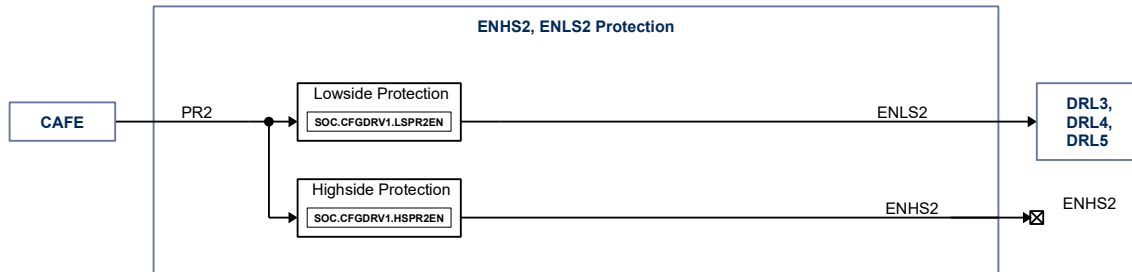 ENHS2, ENLS2 Protection
CAFE
PR2
Lowside Protection
SOC.CFGDRV1.LSPR2EN
ENLS2
DRL3,
DRL4,
DRL5
Highside Protection
SOC.CFGDRV1.HSPR2EN
ENHS2
ENHS2